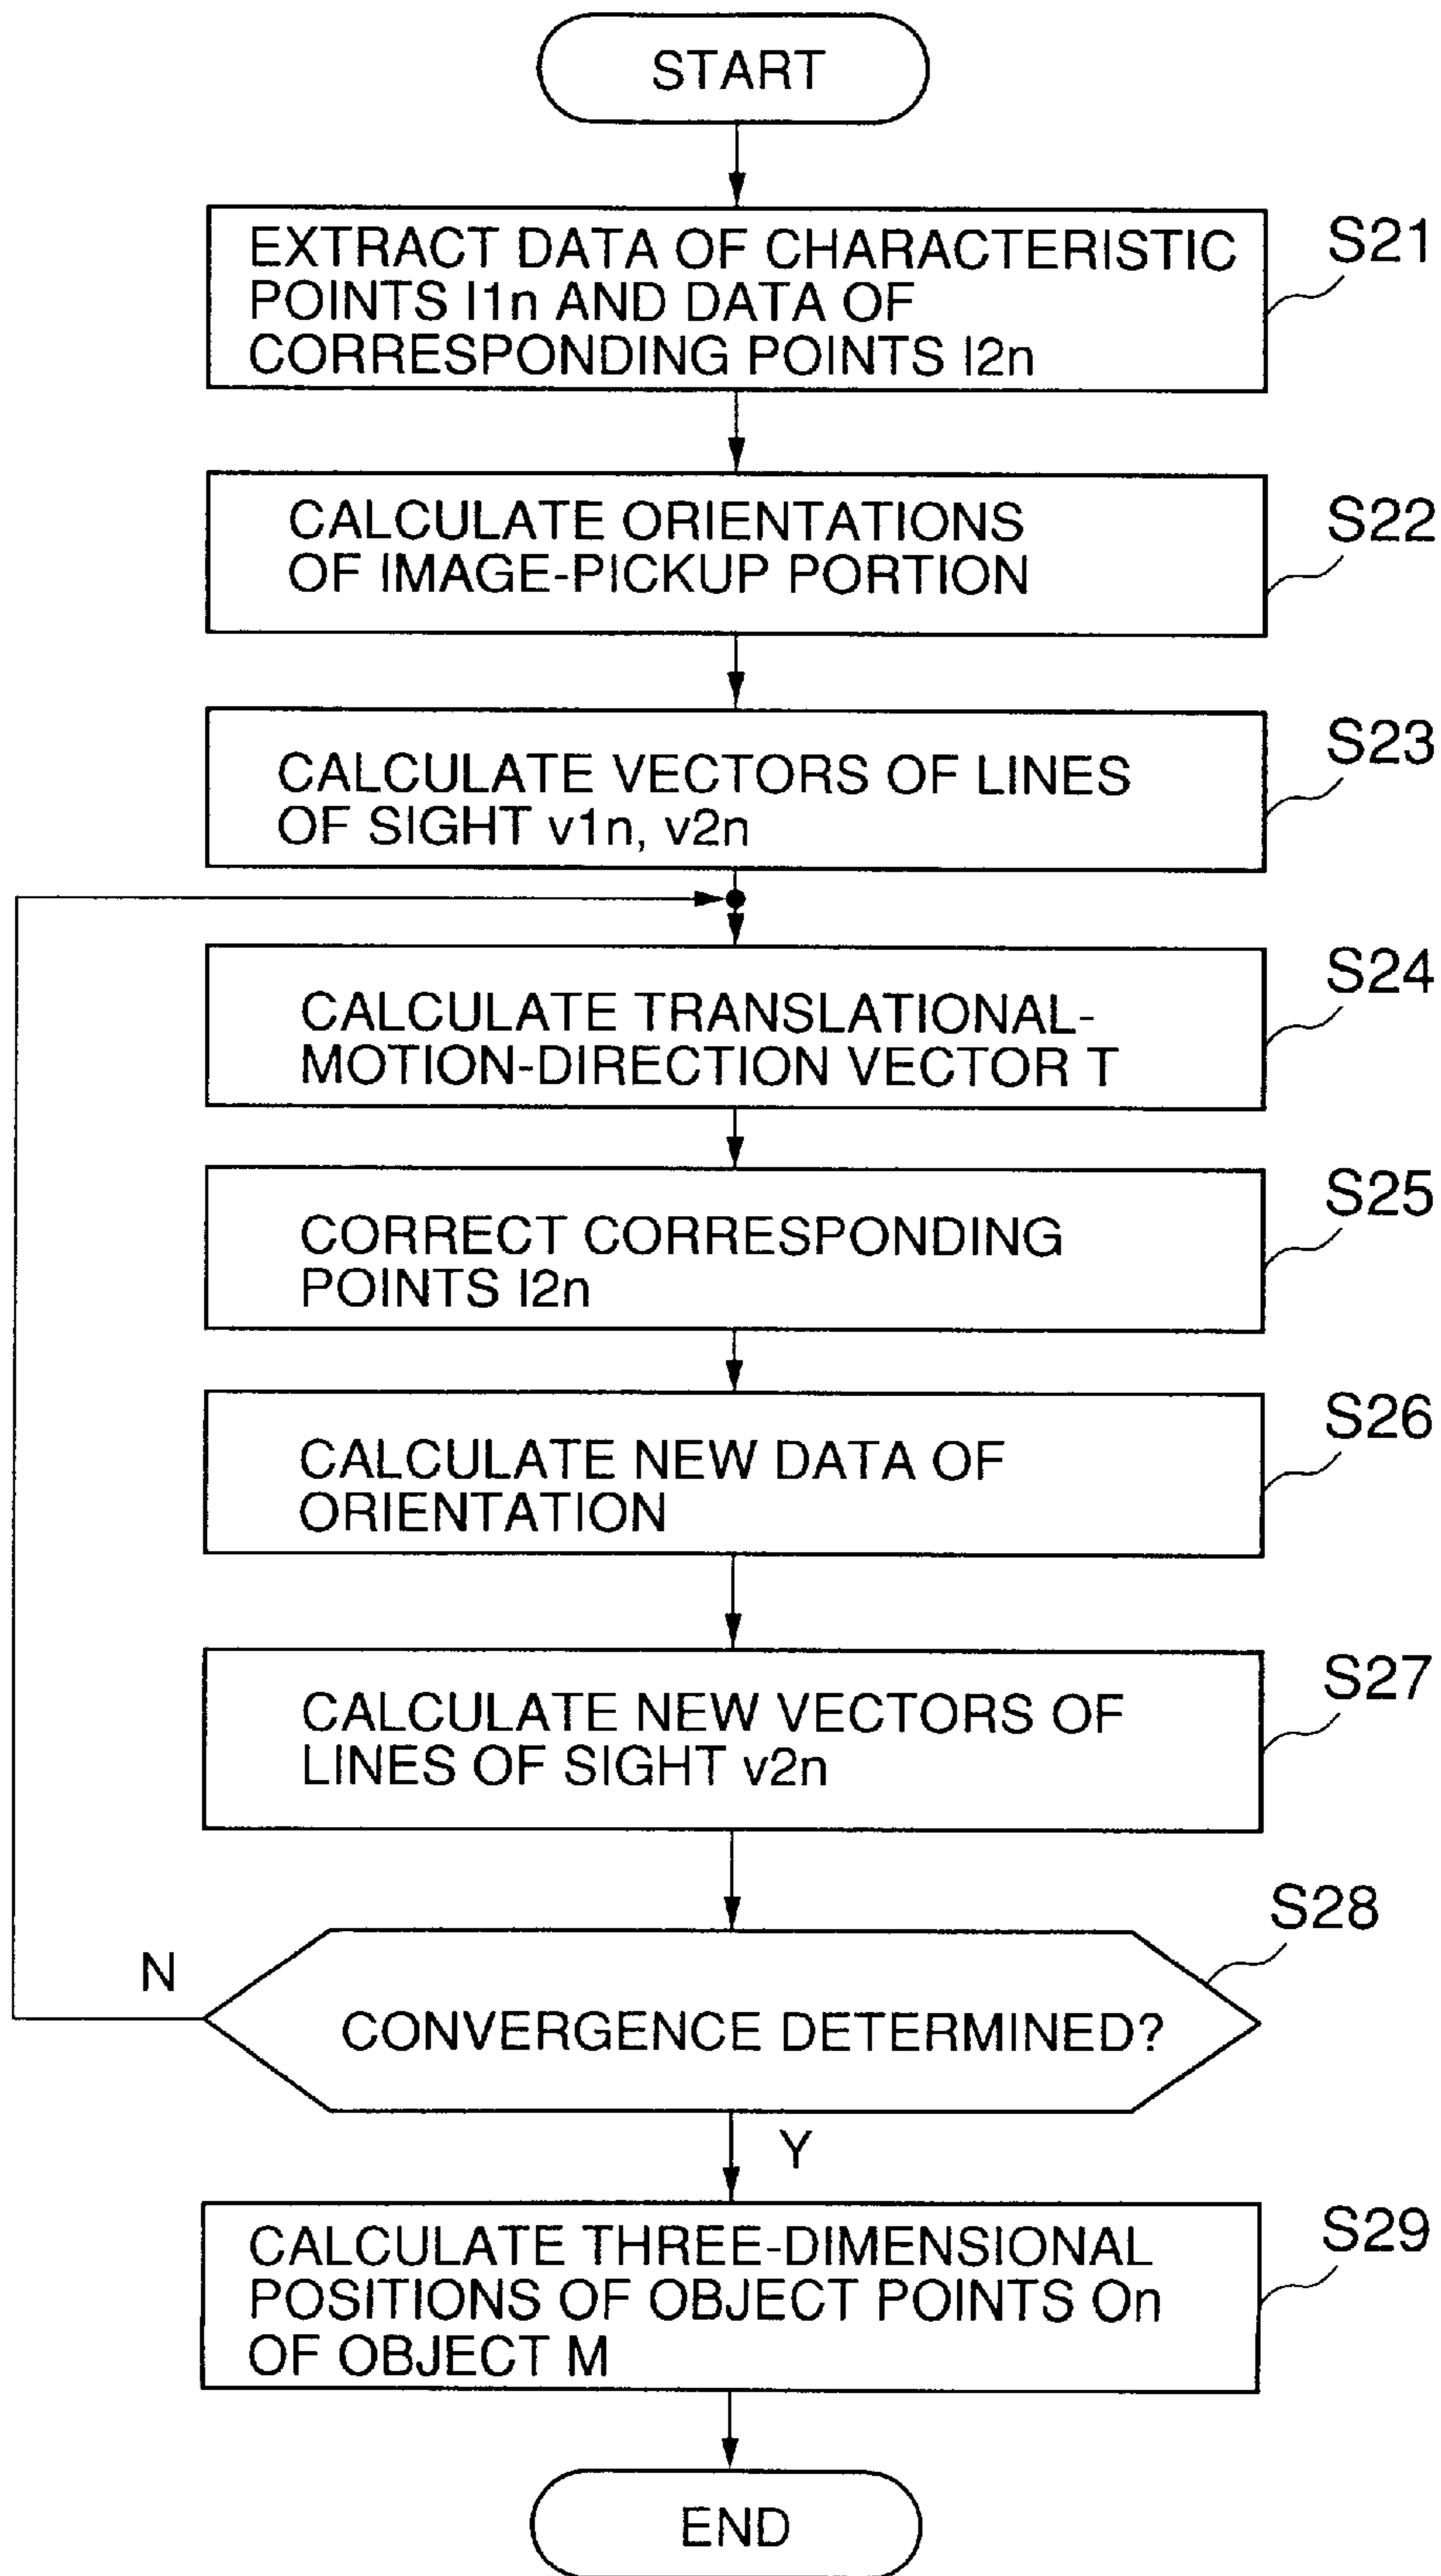 START
EXTRACT DATA OF CHARACTERISTIC
POINTS I1n AND DATA OF
CORRESPONDING POINTS I2n
S21
CALCULATE ORIENTATIONS
OF IMAGE-PICKUP PORTION
S22
CALCULATE VECTORS OF LINES
OF SIGHT v1n, v2n
S23
CALCULATE TRANSLATIONAL-
MOTION-DIRECTION VECTOR T
S24
CORRECT CORRESPONDING
POINTS I2n
S25
CALCULATE NEW DATA OF
ORIENTATION
S26
CALCULATE NEW VECTORS OF
LINES OF SIGHT v2n
S27
S28
N
CONVERGENCE DETERMINED?
Y
CALCULATE THREE-DIMENSIONAL
POSITIONS OF OBJECT POINTS On
OF OBJECT M
S29
END